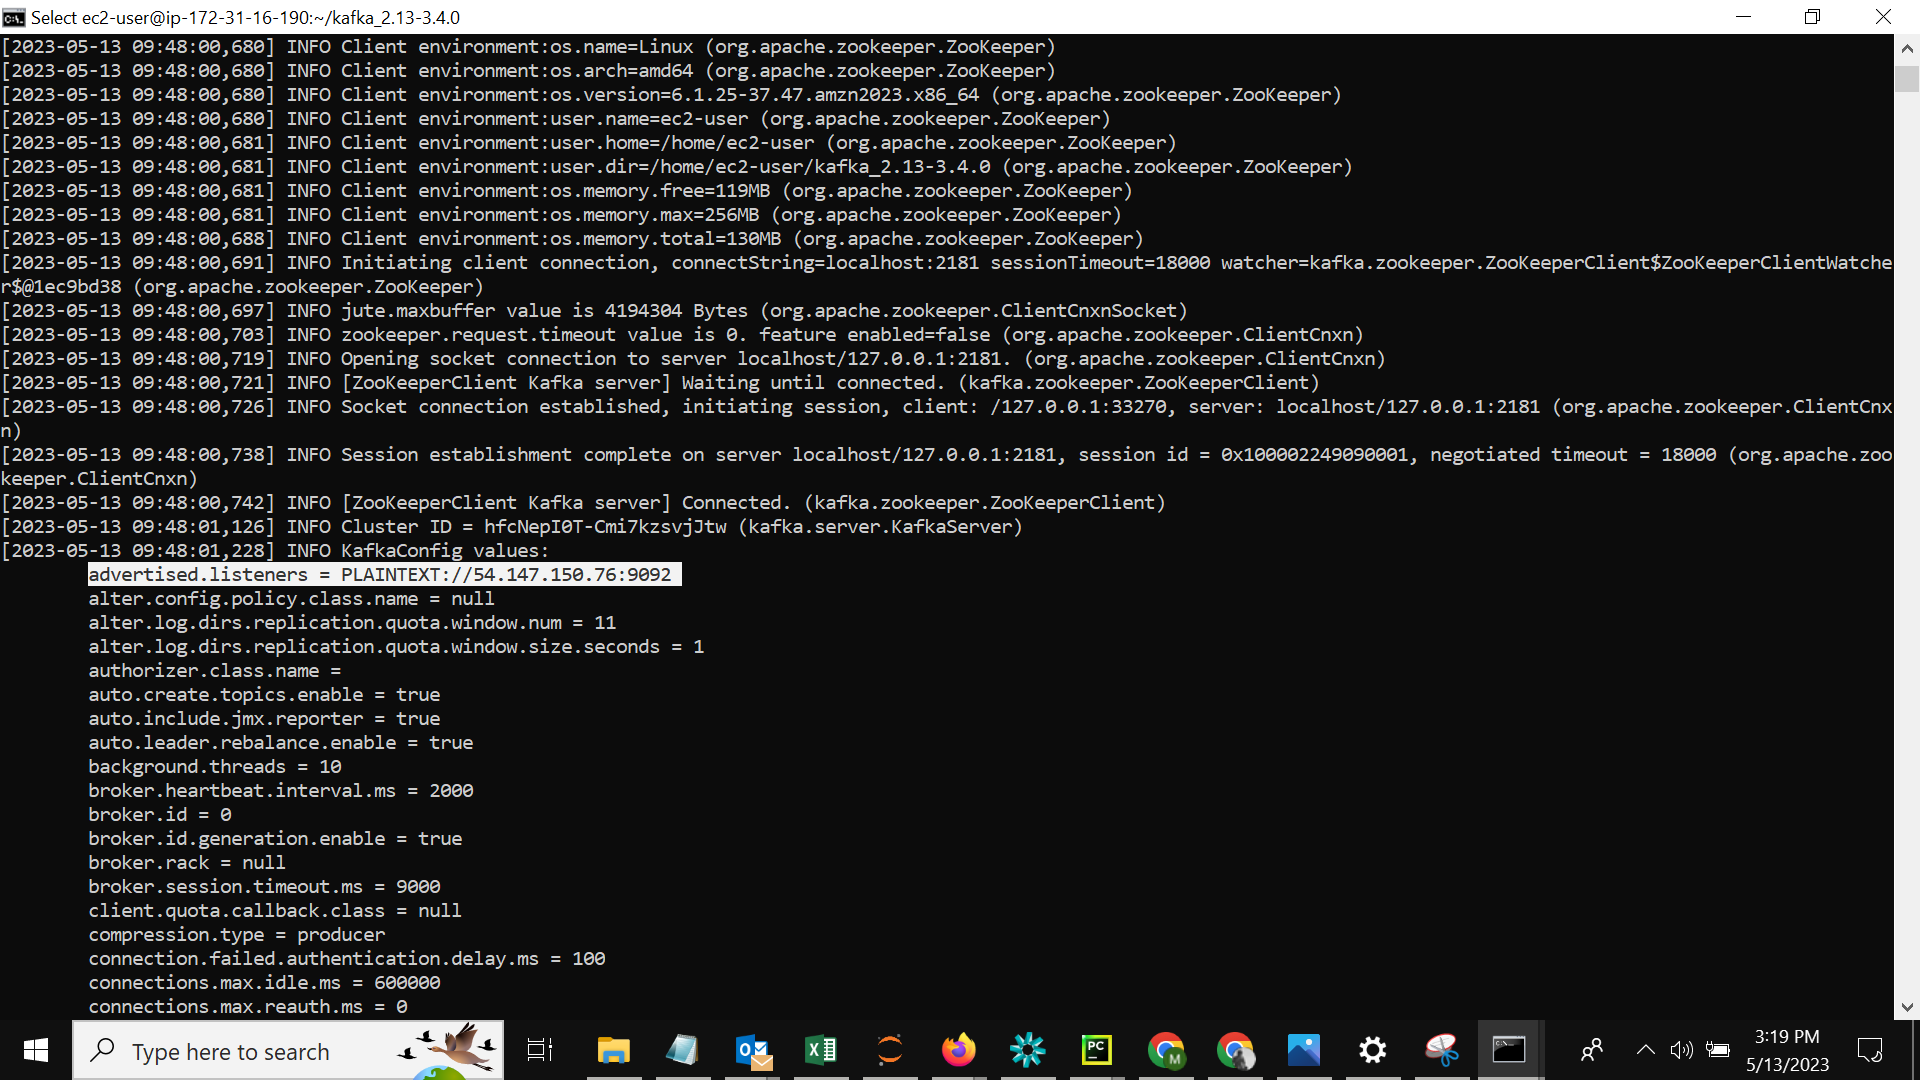 Select ec2-user@ip-172-31-16-190:~/kafka_2.13-3.4.0
[2023-05-13 09:48:00,680] INFO Client environment:os.name=Linux (org.apache.zookeeper.ZooKeeper)
[2023-05-13 09:48:00,680] INFO Client environment:os.arch=amd64 (org.apache.zookeeper.ZooKeeper)
[2023-05-13 09:48:00,680] INFO Client environment:os.version=6.1.25-37.47.amzn2023.x86_64 (org.apache.zookeeper.ZooKeeper)
[2023-05-13 09:48:00,680] INFO Client environment:user.name=ec2-user (org.apache.zookeeper.ZooKeeper)
[2023-05-13 09:48:00,681] INFO Client environment:user.home=/home/ec2-user (org.apache.zookeeper.ZooKeeper)
[2023-05-13 09:48:00,681] INFO Client environment:user.dir=/home/ec2-user/kafka_2.13-3.4.0 (org.apache.zookeeper.ZooKeeper)
[2023-05-13 09:48:00,681] INFO Client environment:os.memory.free=119MB (org.apache.zookeeper.ZooKeeper)
[2023-05-13 09:48:00,681] INFO Client environment:os.memory.max=256MB (org.apache.zookeeper.ZooKeeper)
[2023-05-13 09:48:00,688] INFO Client environment:os.memory.total=130MB (org.apache.zookeeper.ZooKeeper)
[2023-05-13 09:48:00,691] INFO Initiating client connection, connectString=localhost:2181 sessionTimeout=18000 watcher=kafka.zookeeper.ZooKeeperClient$ZooKeeperClientWatche
r$@1ec9bd38 (org.apache.zookeeper.ZooKeeper)
[2023-05-13 09:48:00,697] INFO jute.maxbuffer value is 4194304 Bytes (org.apache.zookeeper.ClientCnxnSocket)
[2023-05-13 09:48:00,703] INFO zookeeper.request.timeout value is 0. feature enabled=false (org.apache.zookeeper.ClientCnxn)
[2023-05-13 09:48:00,719] INFO Opening socket connection to server localhost/127.0.0.1:2181. (org.apache.zookeeper.ClientCnxn)
[2023-05-13 09:48:00,721] INFO [ZooKeeperClient Kafka server] Waiting until connected. (kafka.zookeeper.ZooKeeperClient)
[2023-05-13 09:48:00,726] INFO Socket connection established, initiating session, client: /127.0.0.1:33270, server: localhost/127.0.0.1:2181 (org.apache.zookeeper.ClientCnx
n)
[2023-05-13 09:48:00,738] INFO Session establishment complete on server localhost/127.0.0.1:2181, session id = 0x100002249090001, negotiated timeout = 18000 (org.apache.zoo
keeper.ClientCnxn)
[2023-05-13 09:48:00,742] INFO [ZooKeeperClient Kafka server] Connected. (kafka.zookeeper.ZooKeeperClient)
[2023-05-13 09:48:01,126] INFO Cluster ID = hfcNepI0T-Cmi7kzsvjJtw (kafka.server.KafkaServer)
[2023-05-13 09:48:01,228] INFO KafkaConfig values:
advertised.listeners = PLAINTEXT://54.147.150.76:9092
alter.config.policy.class.name = null
alter.log.dirs.replication.quota.window.num = 11
alter.log.dirs.replication.quota.window.size.seconds = 1
authorizer.class.name =
auto.create.topics.enable = true
auto.include.jmx.reporter = true
auto.leader.rebalance.enable = true
background.threads = 10
broker.heartbeat.interval.ms = 2000
broker.id = 0
broker.id.generation.enable = true
broker.rack = null
broker.session.timeout.ms = 9000
client.quota.callback.class = null
compression.type = producer
connection.failed.authentication.delay.ms = 100
connections.max.idle.ms = 600000
connections.max.reauth.ms = 0
Type here to search
3:19 PM
5/13/2023